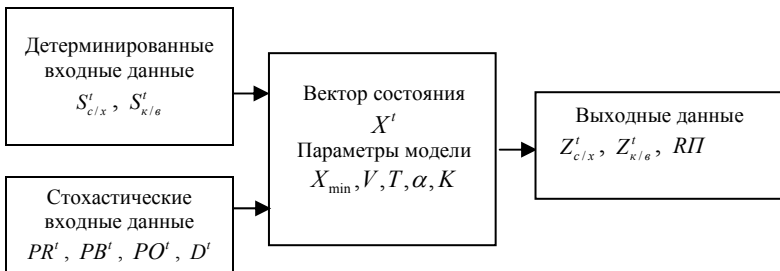 Детерминированные
входные данные
S^t_{с/х}, S^t_{к/в}
Стохастические
входные данные
PR^t, PB^t, PO^t, D^t
Вектор состояния
X^t
Параметры модели
X_{min}, V, T, α, K
Выходные данные
Z^t_{с/х}, Z^t_{к/в}, RП